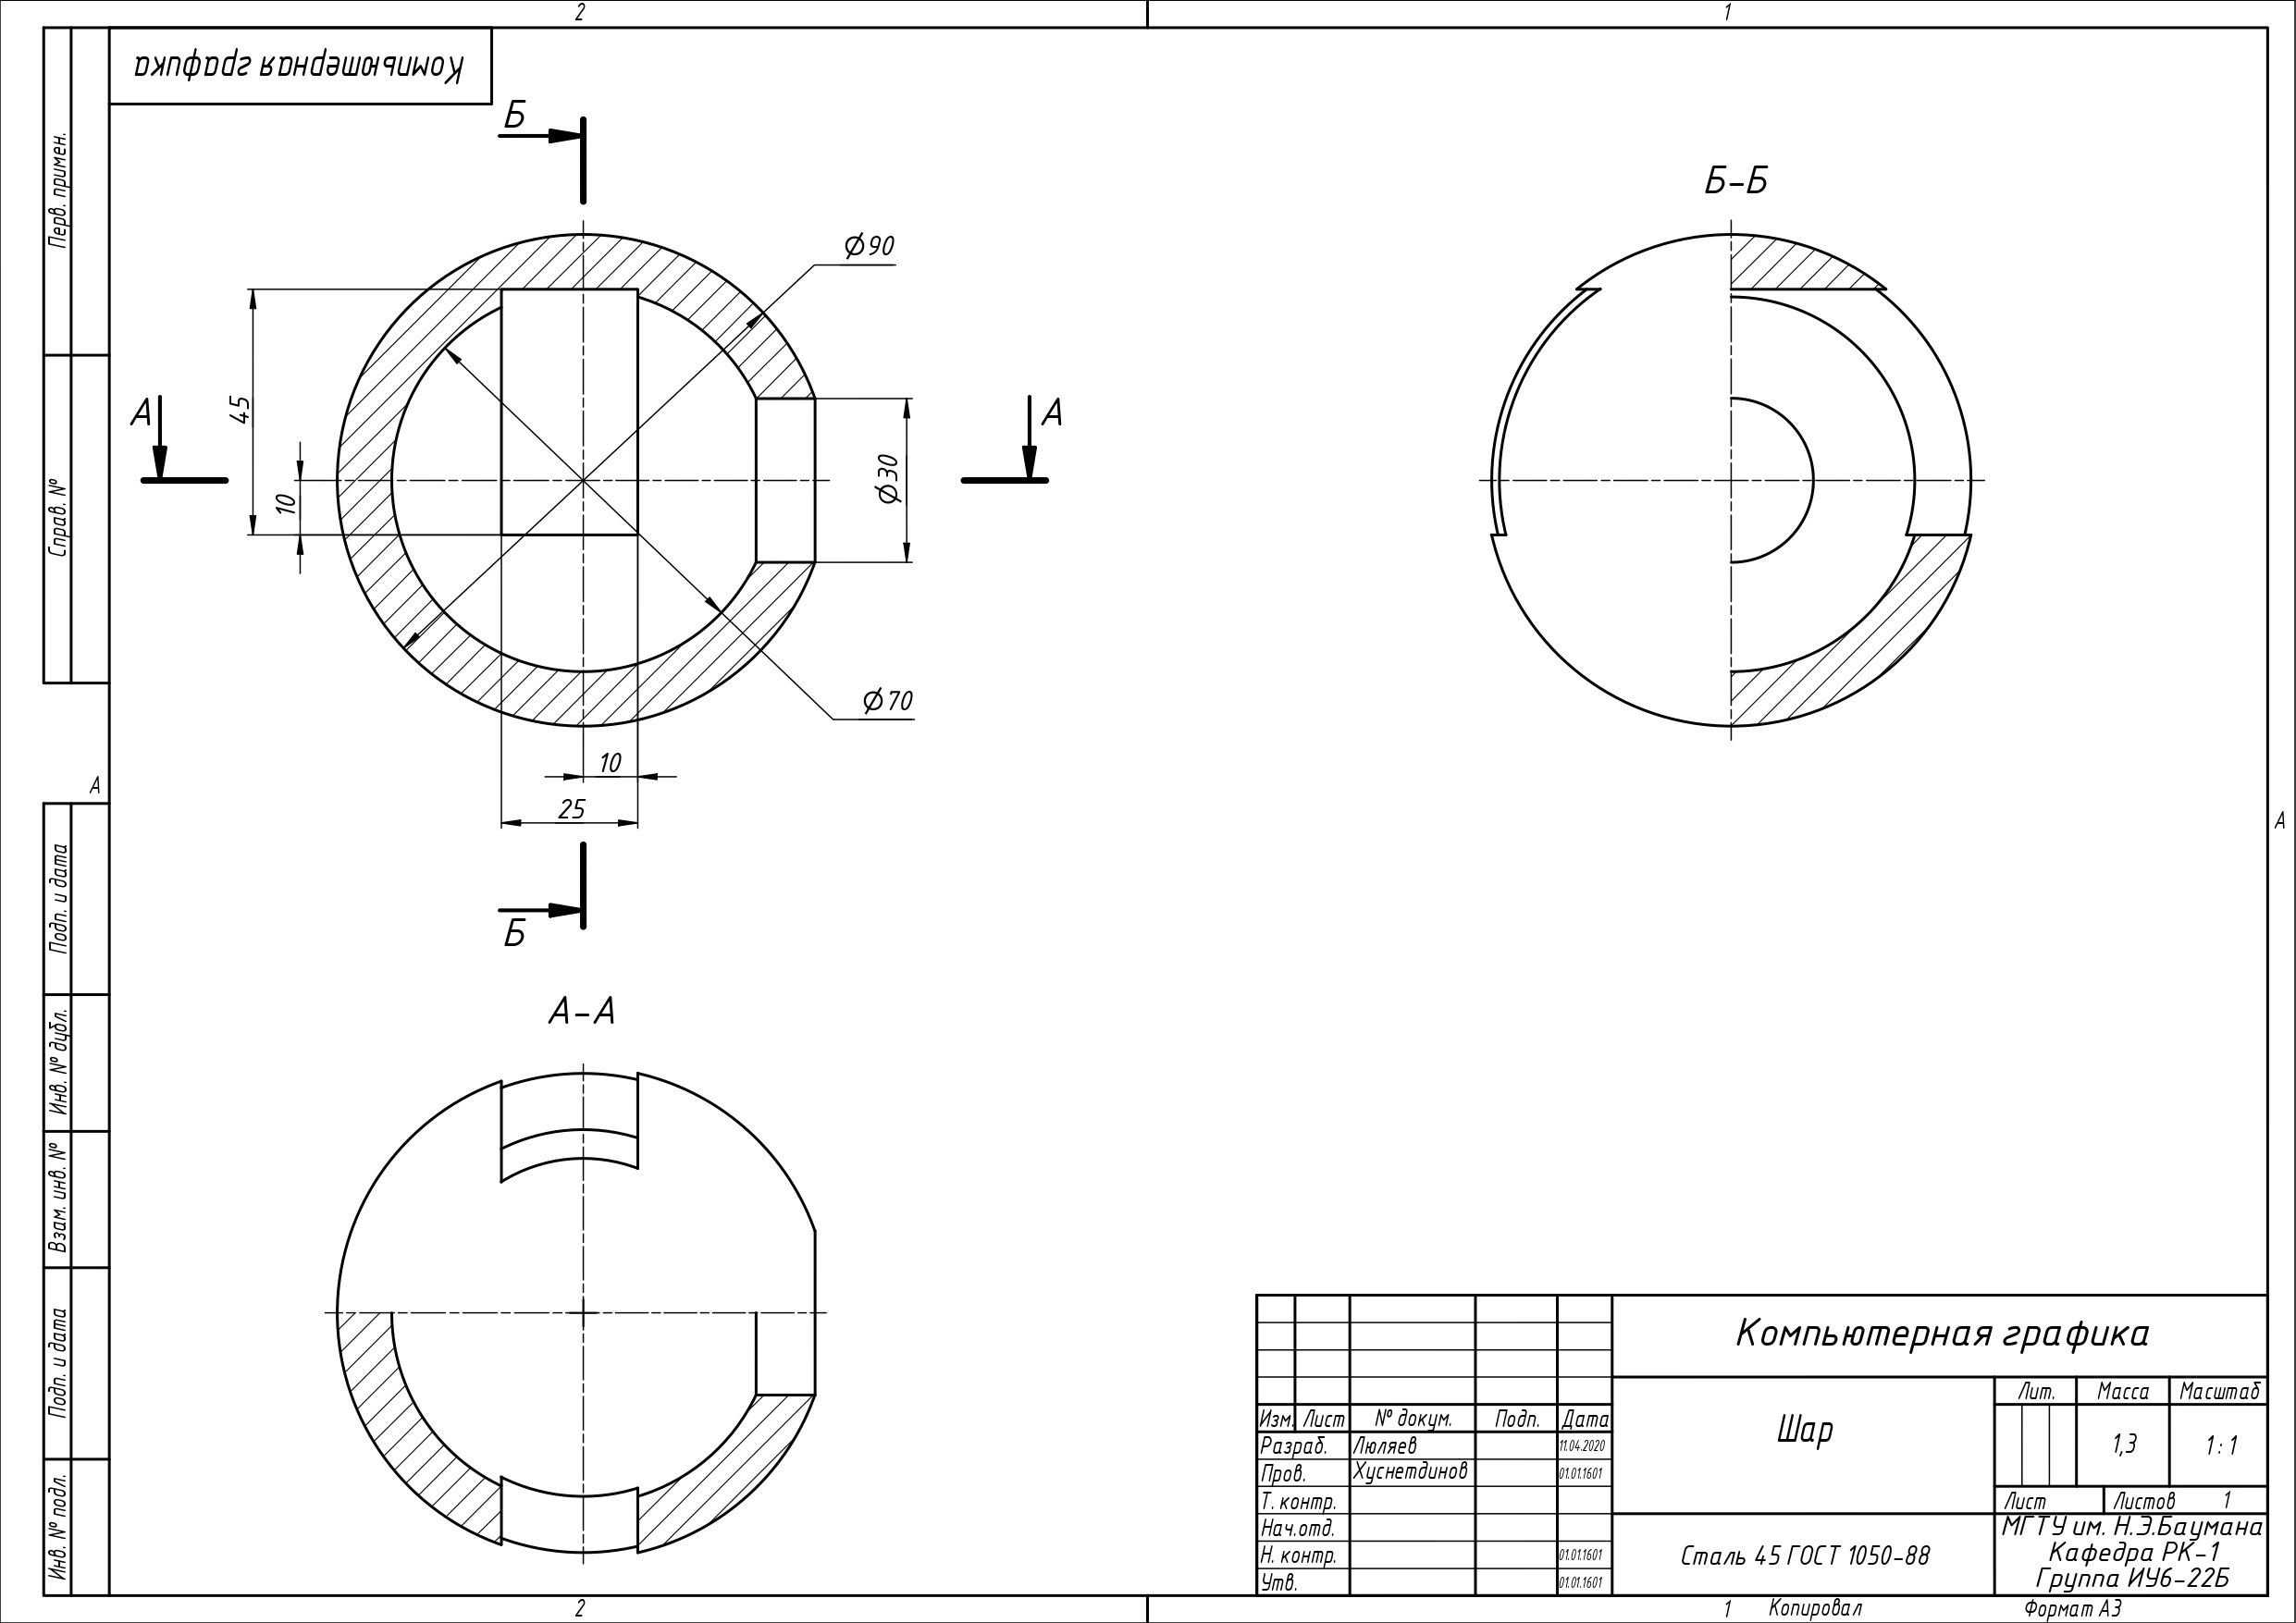 2
1
Компьютерная графика
Перв. примен.
Справ. №
Подп. и дата
Инв. № дубл.
Взам. инв. №
Подп. и дата
Инв. № подл.
А
А
Б
Б
А
А
45
10
Ø90
Ø30
Ø70
10
25
Б-Б
А-А
Компьютерная графика
Шар
Лит. Масса Масштаб
1,3 1:1
Лист Листов 1
Изм. Лист № докум. Подп. Дата
Разраб. Люляев 11.04.2020
Пров. Хуснетдинов 01.01.1601
Т. контр.
Нач.отд.
Н. контр. 01.01.1601
Утв. 01.01.1601
Сталь 45 ГОСТ 1050-88
МГТУ им. Н.Э.Баумана
Кафедра РК-1
Группа ИУ6-22Б
2
1
Копировал Формат А3